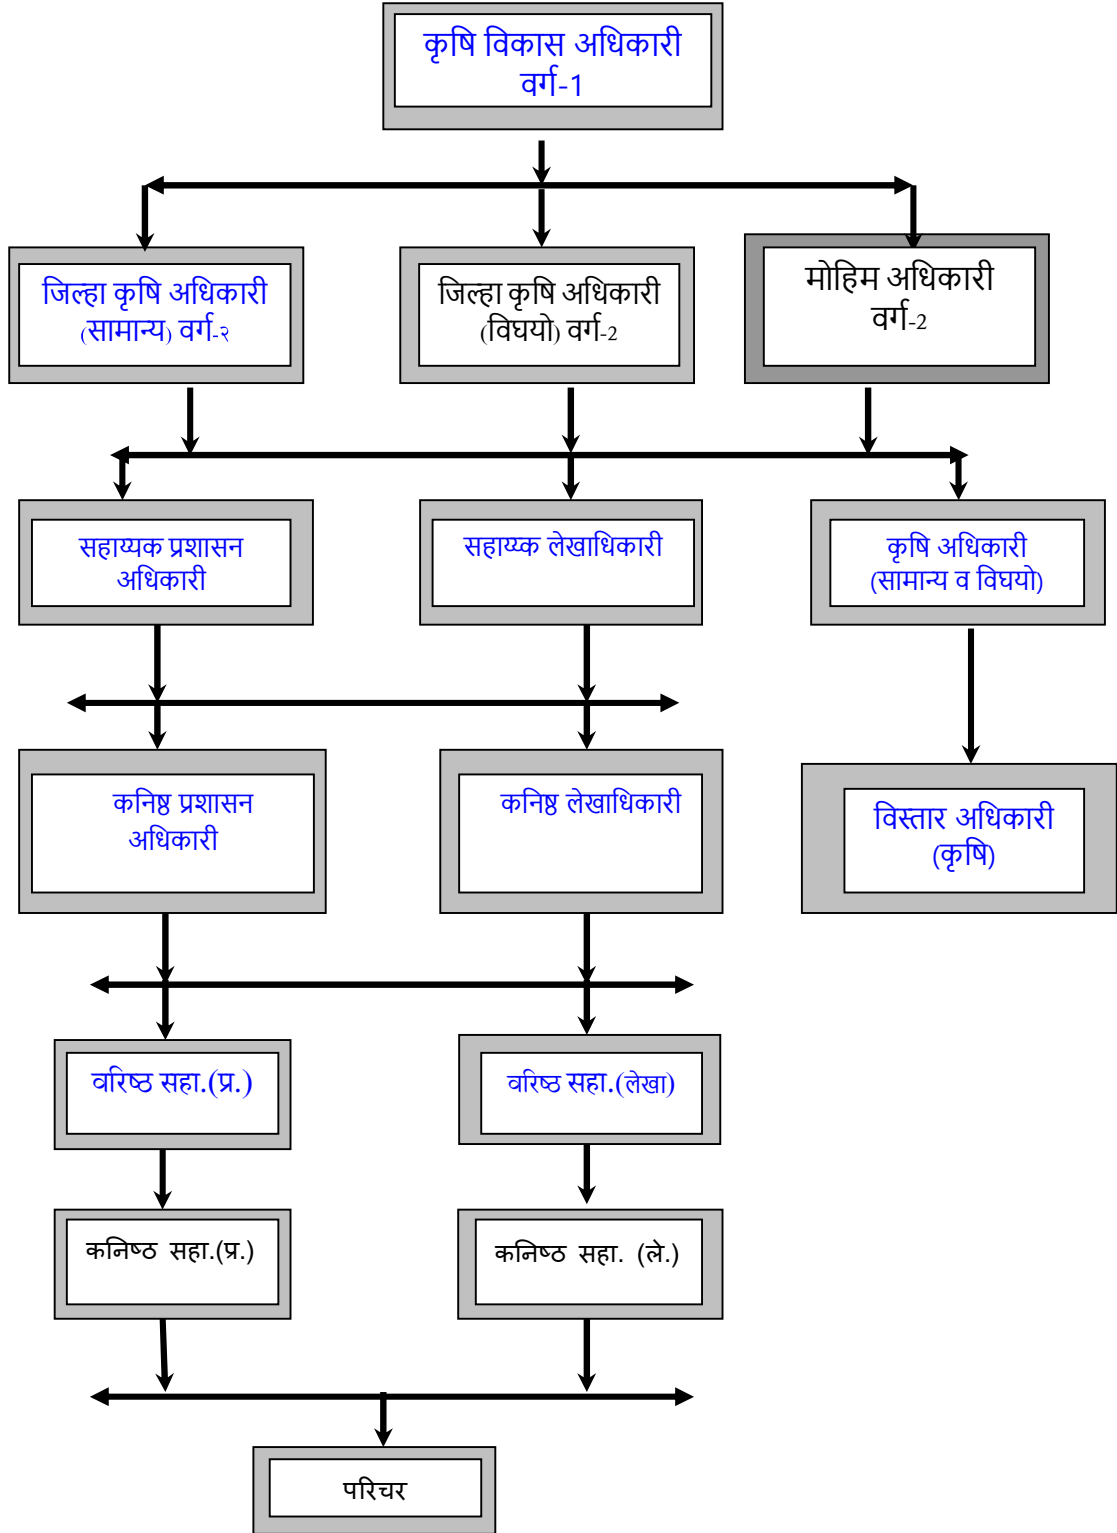 कृषि विकास अधिकारी
वर्ग-1
जिल्हा कृषि अधिकारी
(सामान्य) वर्ग-२
जिल्हा कृषि अधिकारी
(विघयो) वर्ग-2
मोहिम अधिकारी
वर्ग-2
सहाय्यक प्रशासन
अधिकारी
सहाय्य्क लेखाधिकारी
कृषि अधिकारी
(सामान्य व विघयो)
कनिष्ठ प्रशासन
अधिकारी
कनिष्ठ लेखाधिकारी
विस्तार अधिकारी
(कृषि)
वरिष्ठ सहा.(प्र.)
वरिष्ठ सहा.(लेखा)
कनिष्ठ सहा.(प्र.)
कनिष्ठ सहा. (ले.)
परिचर